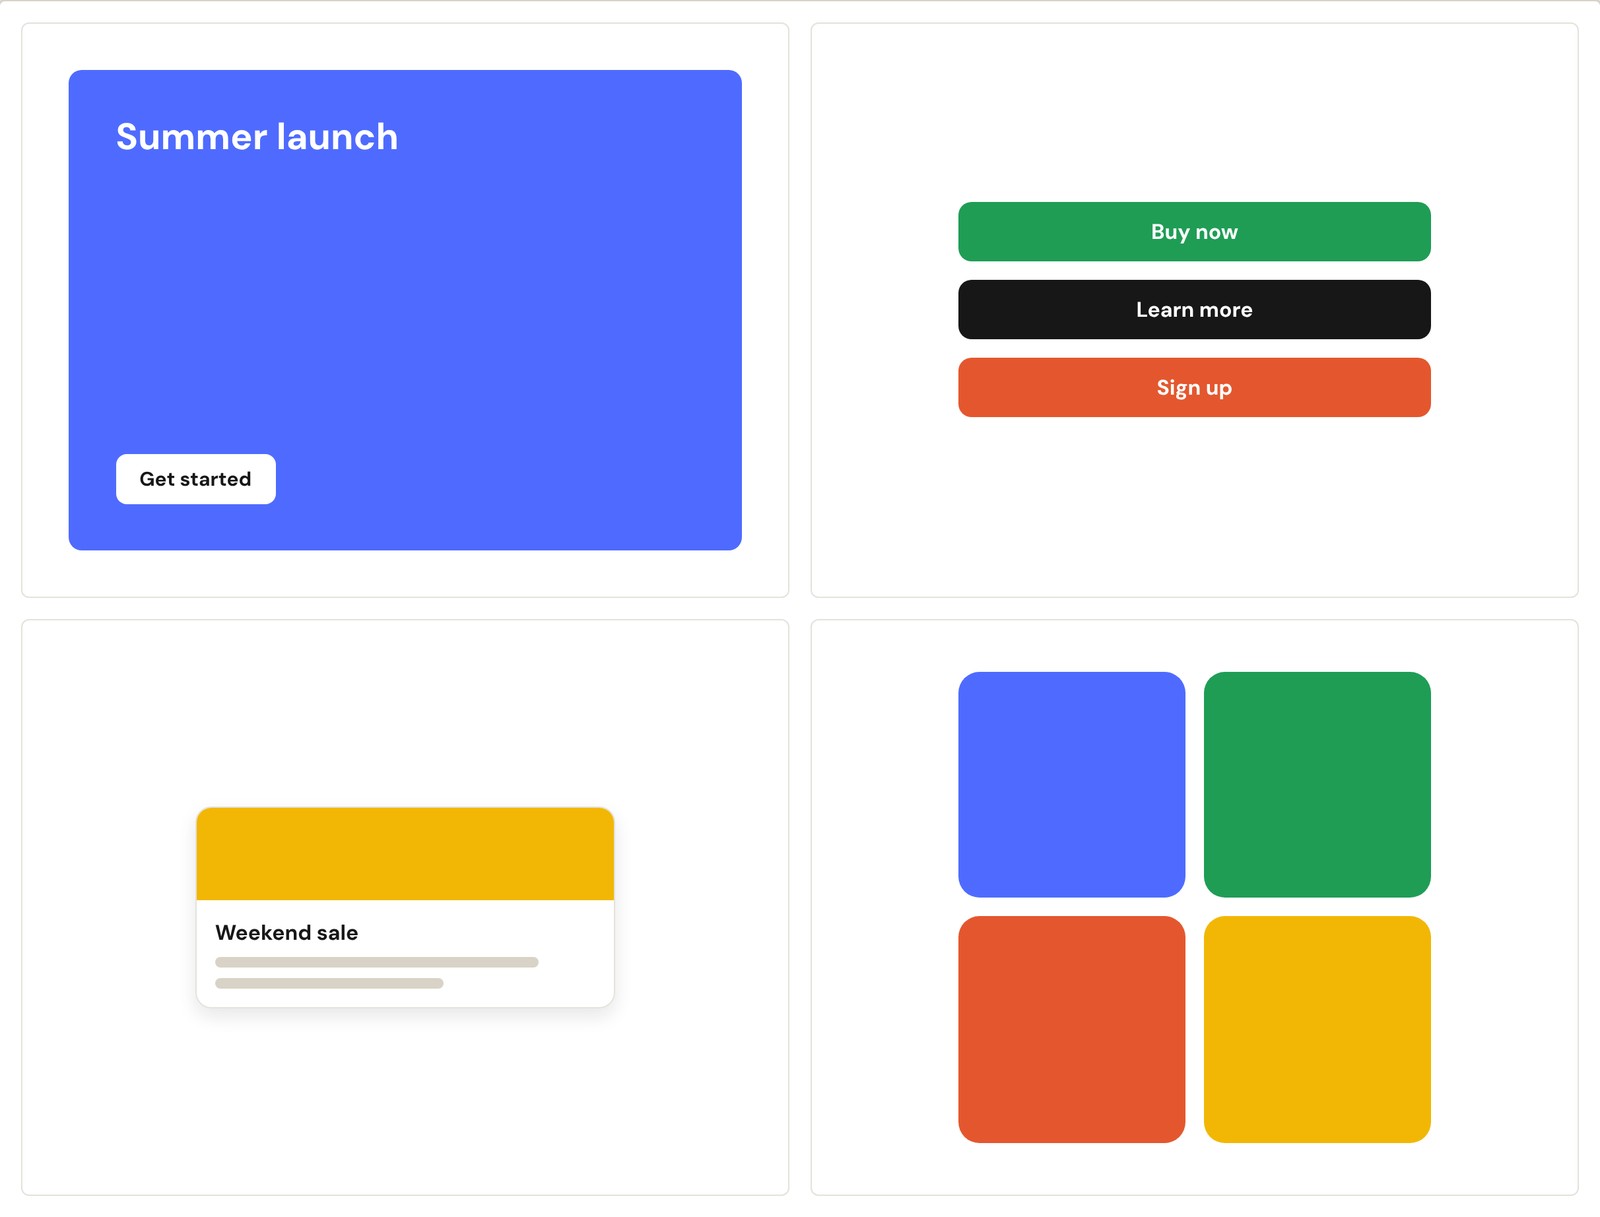 Summer launch
Get started
Buy now
Learn more
Sign up
Weekend sale